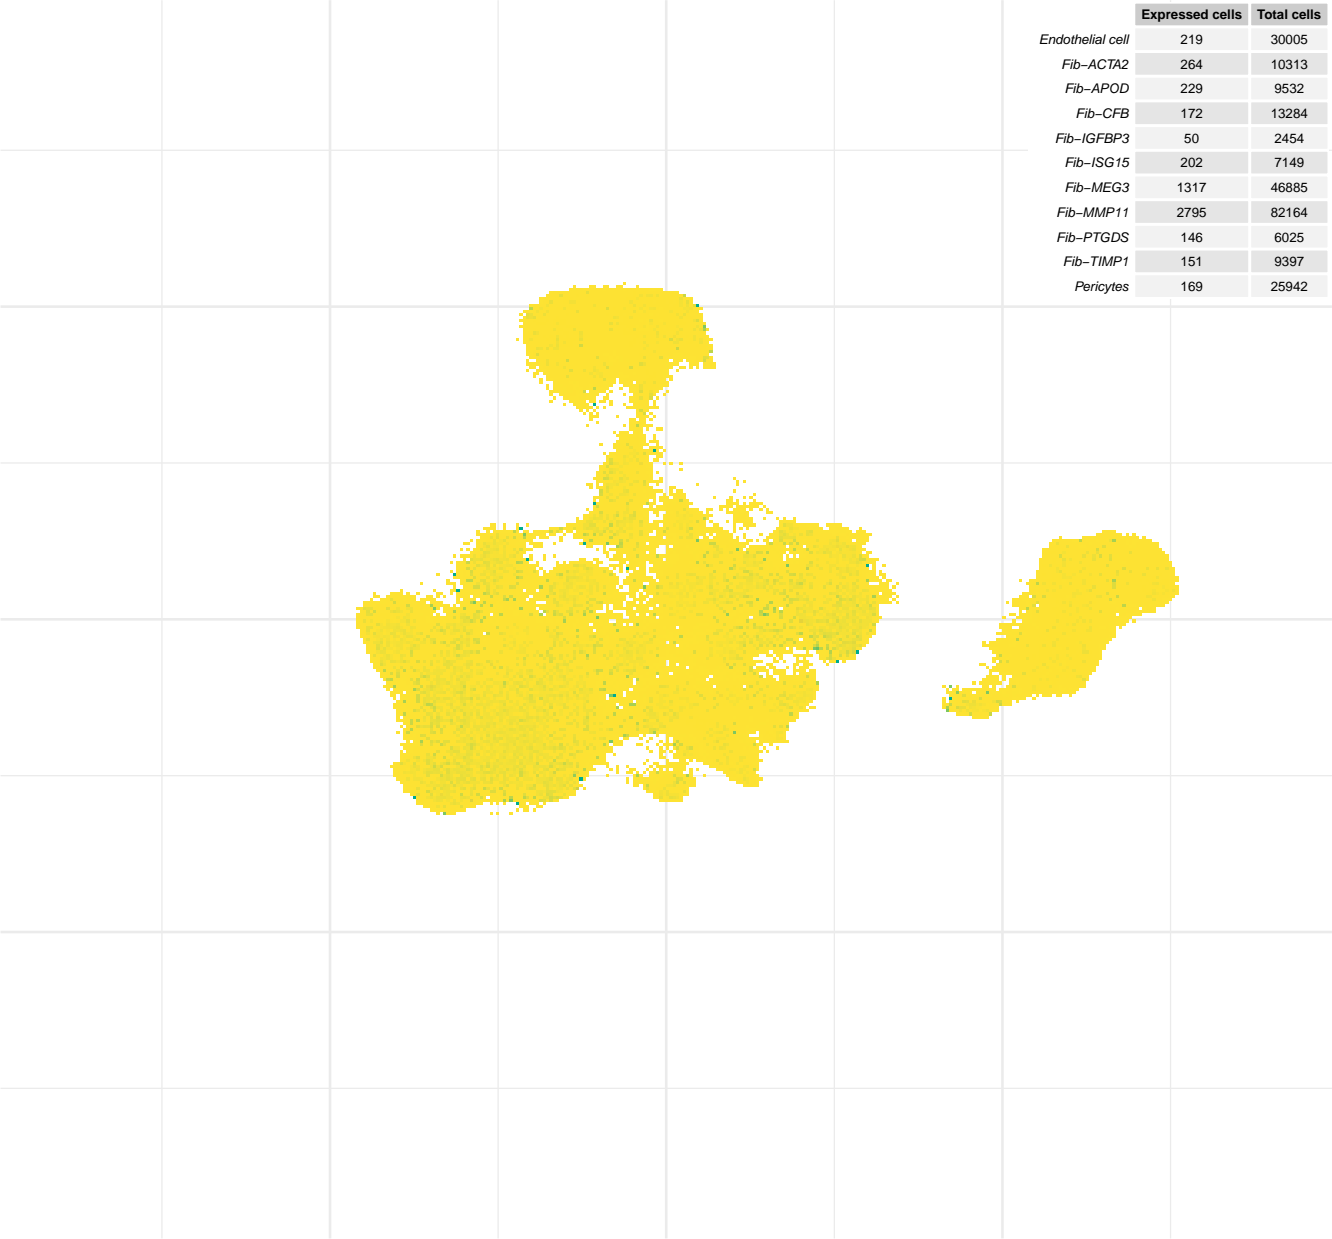 Expressed cells Total cells
Endothelial cell 219 30005
Fib−ACTA2 264 10313
Fib−APOD 229 9532
Fib−CFB 172 13284
Fib−IGFBP3 50 2454
Fib−ISG15 202 7149
Fib−MEG3 1317 46885
Fib−MMP11 2795 82164
Fib−PTGDS 146 6025
Fib−TIMP1 151 9397
Pericytes 169 25942